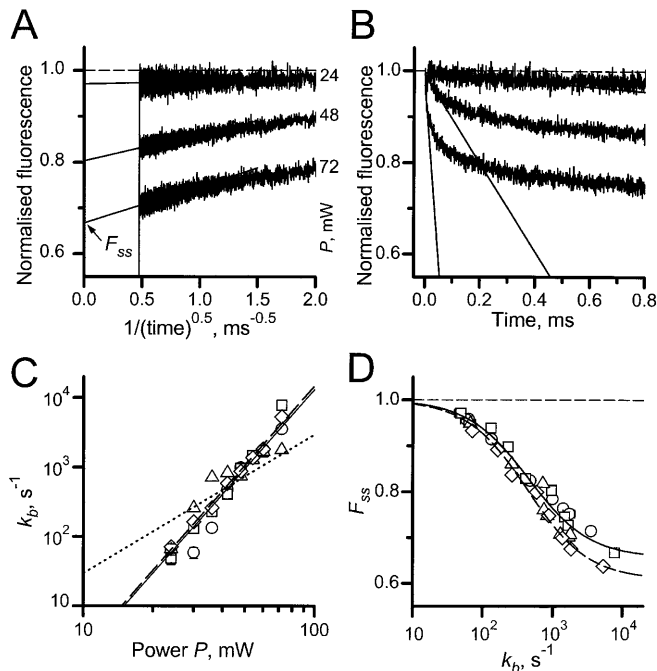 A
B
Normalised fluorescence
1.0
0.8
0.6
24
48
72
P, mW
F_ss
0.0
0.5
1.0
1.5
2.0
1/(time)^0.5, ms^-0.5
Normalised fluorescence
1.0
0.8
0.6
0.0
0.2
0.4
0.6
0.8
Time, ms
C
D
k_b, s^-1
10^4
10^3
10^2
10
10
100
Power P, mW
F_ss
1.0
0.8
0.6
10
10^2
10^3
10^4
k_b, s^-1